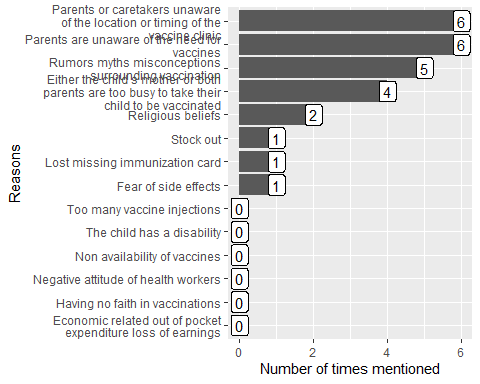 Parents or caretakers unaware
of the location or timing of the
vaccine clinic
6
Parents are unaware of the need for
vaccines
6
Rumors myths misconceptions
surrounding vaccination
5
Either the child's mother or both
parents are too busy to take their
child to be vaccinated
4
Religious beliefs
2
Stock out
1
Lost missing immunization card
1
Fear of side effects
1
Too many vaccine injections
0
The child has a disability
0
Non availability of vaccines
0
Negative attitude of health workers
0
Having no faith in vaccinations
0
Economic related out of pocket
expenditure loss of earnings
0
Reasons
0 2 4 6
Number of times mentioned